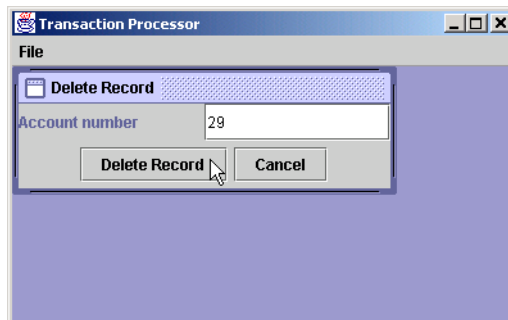 Transaction Processor
File
Delete Record
Account number 29
Delete Record Cancel